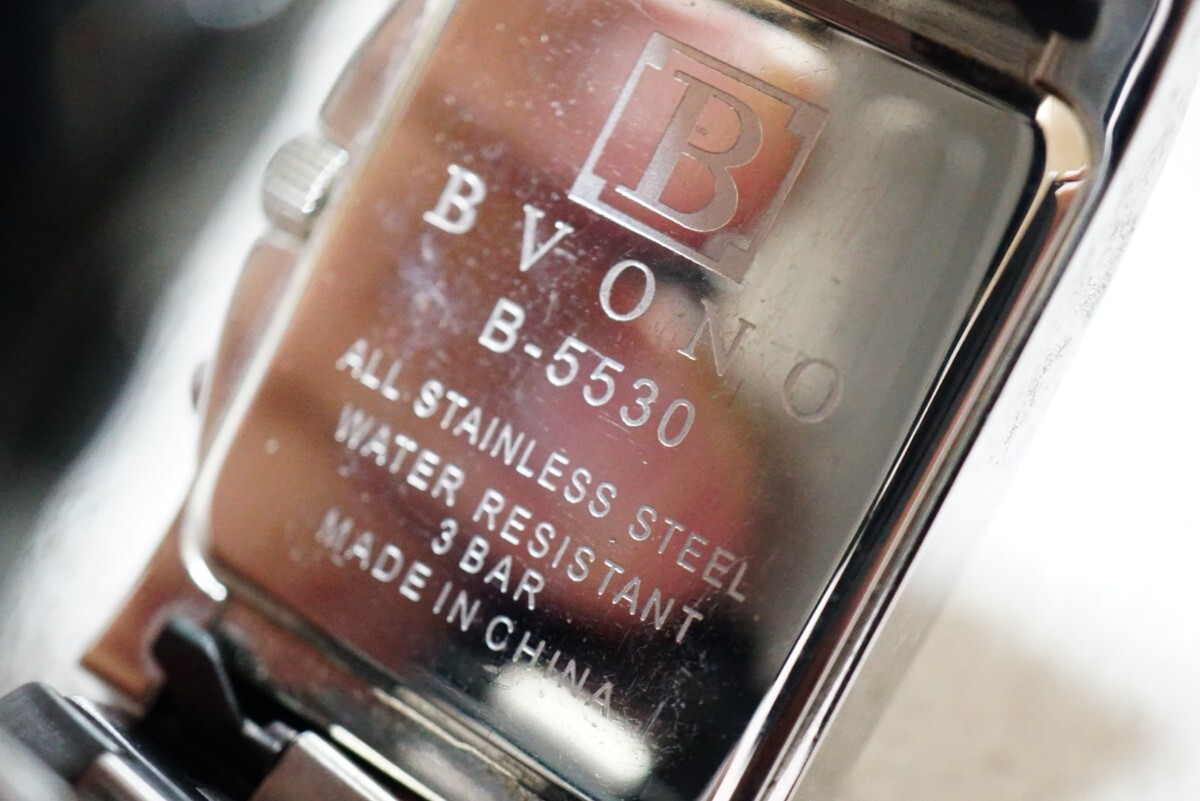 B
BVONO
B-5530
ALL STAINLESS STEEL
WATER RESISTANT
3 BAR
MADE IN CHINA